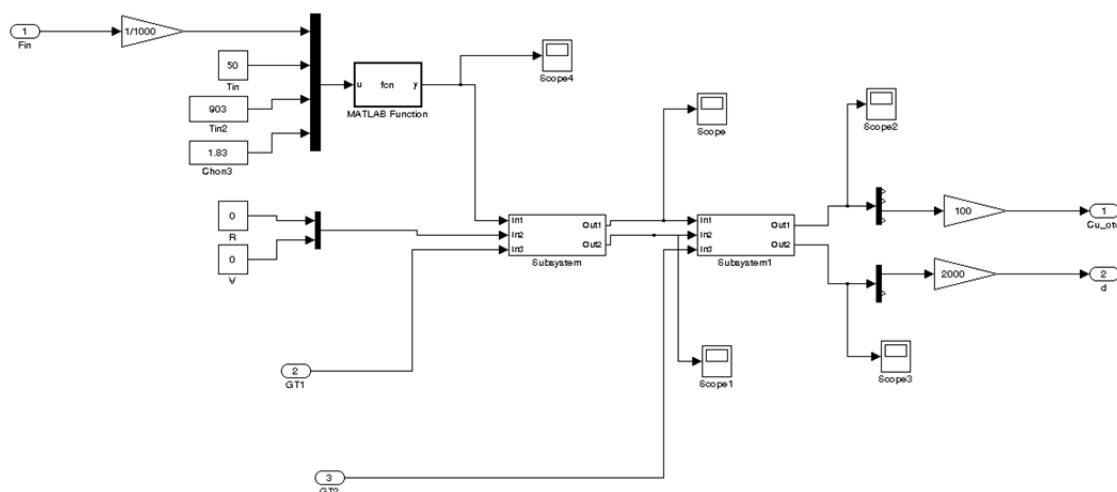 1
Fin
1/1000
50
Tin
903
Tin2
1.83
Chon3
u
fcn
y
MATLAB Function
Scope4
0
R
0
V
In1
In2
In3
Out1
Out2
Subsystem
Scope
In1
In2
In3
Out1
Out2
Subsystem1
Scope2
100
1
2000
2
d
Scope3
Scope1
2
GT1
3